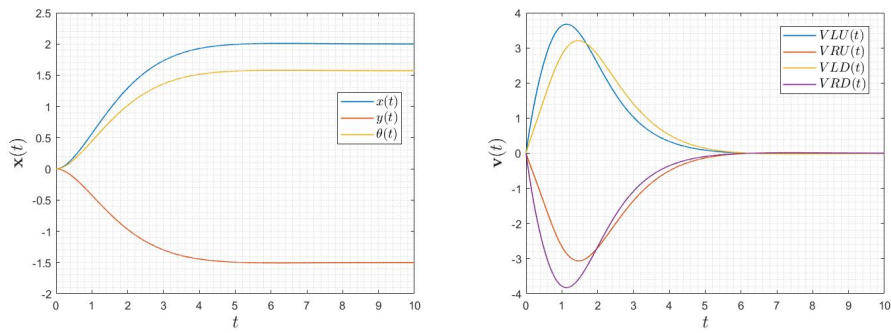 2.5
2
1.5
1
0.5
0
-0.5
-1
-1.5
-2
0 1 2 3 4 5 6 7 8 9 10
t
x(t)
x(t)
y(t)
θ(t)
4
3
2
1
0
-1
-2
-3
-4
0 1 2 3 4 5 6 7 8 9 10
t
v(t)
VLU(t)
VRU(t)
VLD(t)
VRD(t)